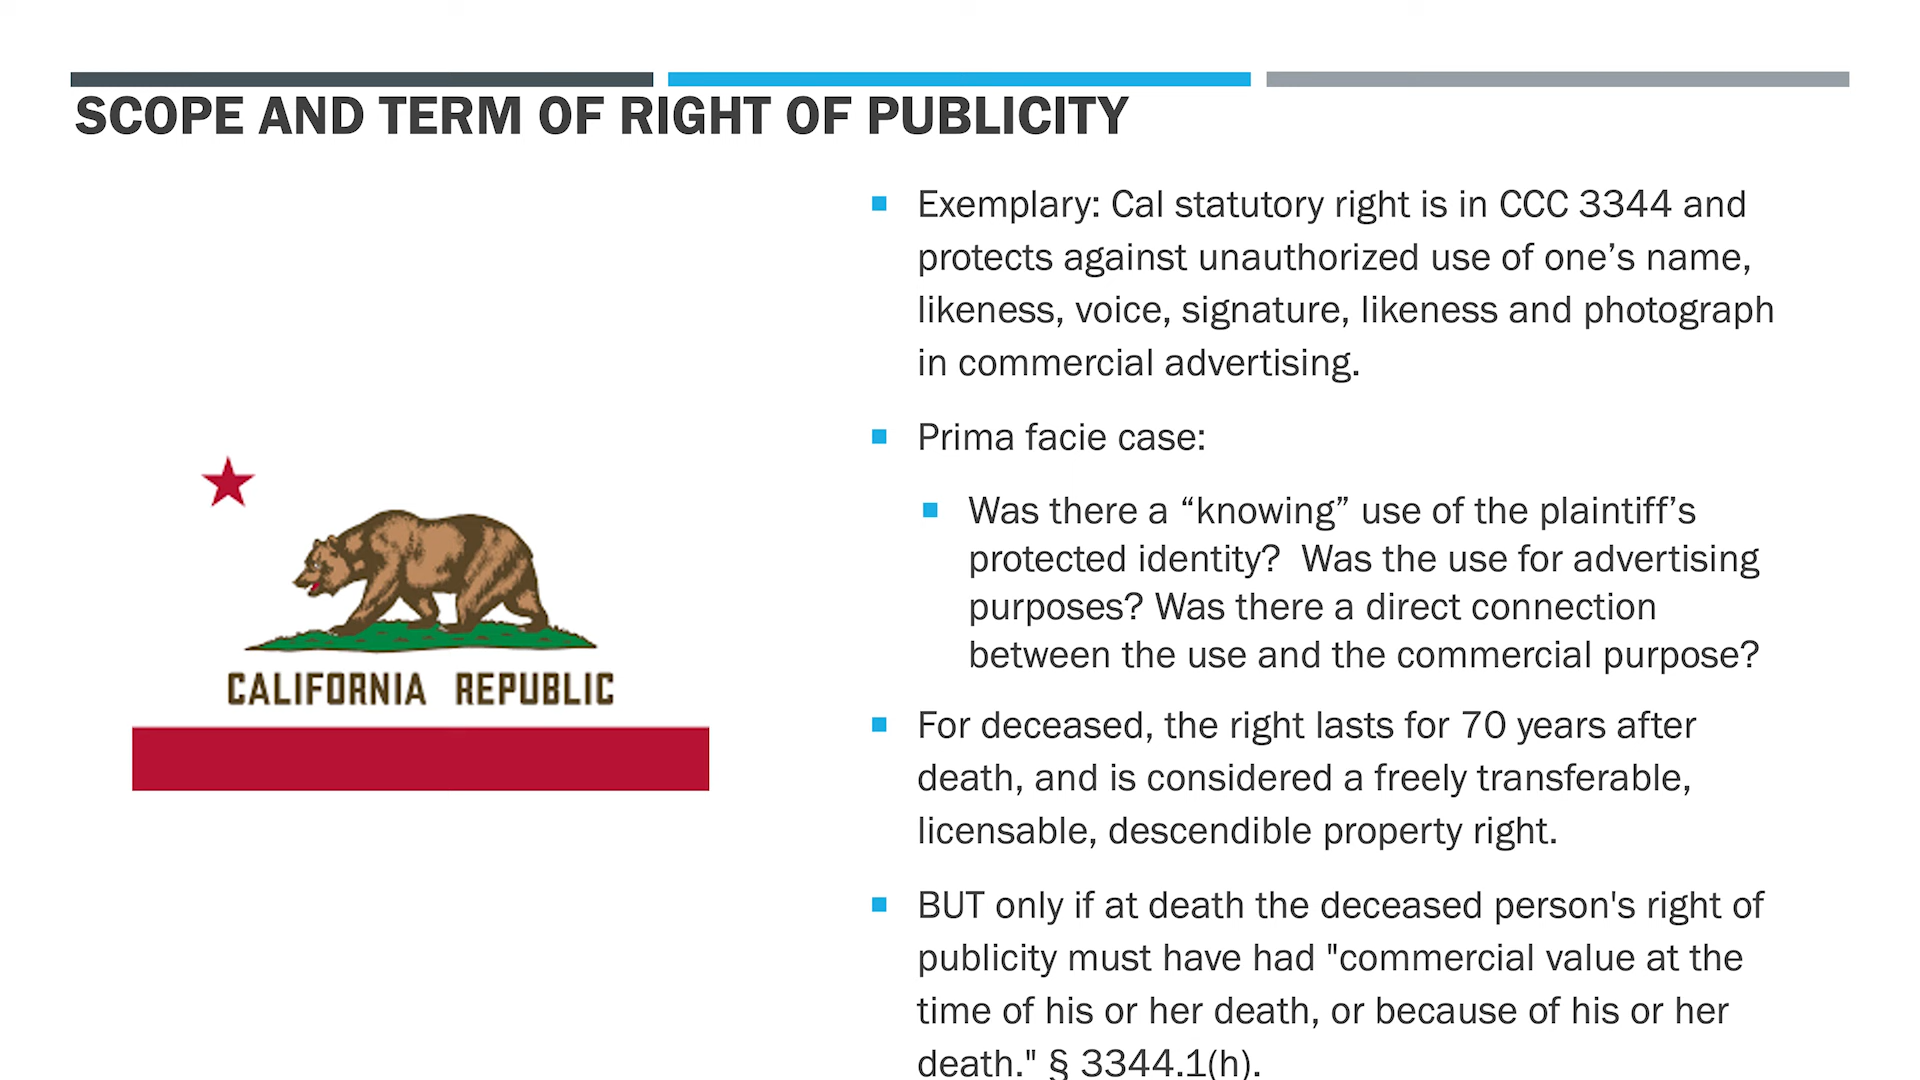 SCOPE AND TERM OF RIGHT OF PUBLICITY
Exemplary: Cal statutory right is in CCC 3344 and
protects against unauthorized use of one’s name,
likeness, voice, signature, likeness and photograph
in commercial advertising.
Prima facie case:
Was there a “knowing” use of the plaintiff’s
protected identity?  Was the use for advertising
purposes? Was there a direct connection
between the use and the commercial purpose?
For deceased, the right lasts for 70 years after
death, and is considered a freely transferable,
licensable, descendible property right.
BUT only if at death the deceased person's right of
publicity must have had "commercial value at the
time of his or her death, or because of his or her
death." § 3344.1(h).
CALIFORNIA REPUBLIC